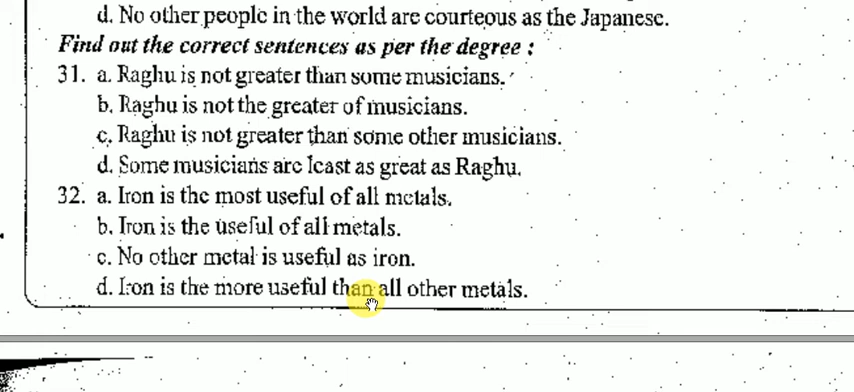 d. No other people in the world are courteous as the Japanese.
Find out the correct sentences as per the degree :
31. a. Raghu is not greater than some musicians.
b. Raghu is not the greater of musicians.
c. Raghu is not greater than some other musicians.
d. Some musicians are least as great as Raghu.
32. a. Iron is the most useful of all metals.
b. Iron is the useful of all metals.
c. No other metal is useful as iron.
d. Iron is the more useful than all other metals.